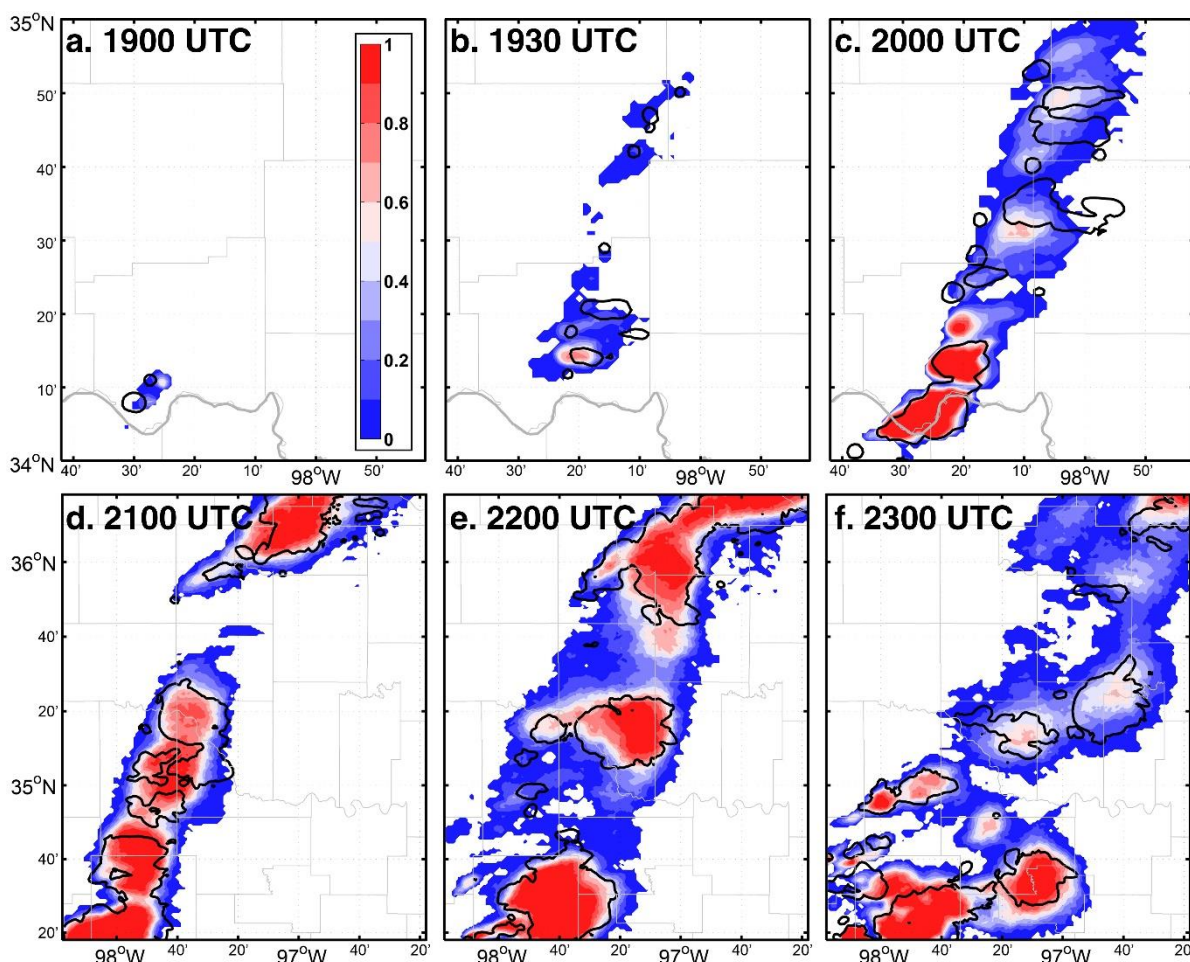 35°N
a. 1900 UTC
b. 1930 UTC
c. 2000 UTC
1
0.8
0.6
0.4
0.2
0
50'
40'
30'
20'
10'
34°N
40' 30' 20' 10' 98°W 50'
40' 30' 20' 10' 98°W 50'
40' 30' 20' 10' 98°W 50'
d. 2100 UTC
e. 2200 UTC
f. 2300 UTC
36°N
40'
20'
35°N
40'
20'
98°W 40' 20' 97°W 40' 20'
98°W 40' 20' 97°W 40' 20'
98°W 40' 20' 97°W 40' 20'